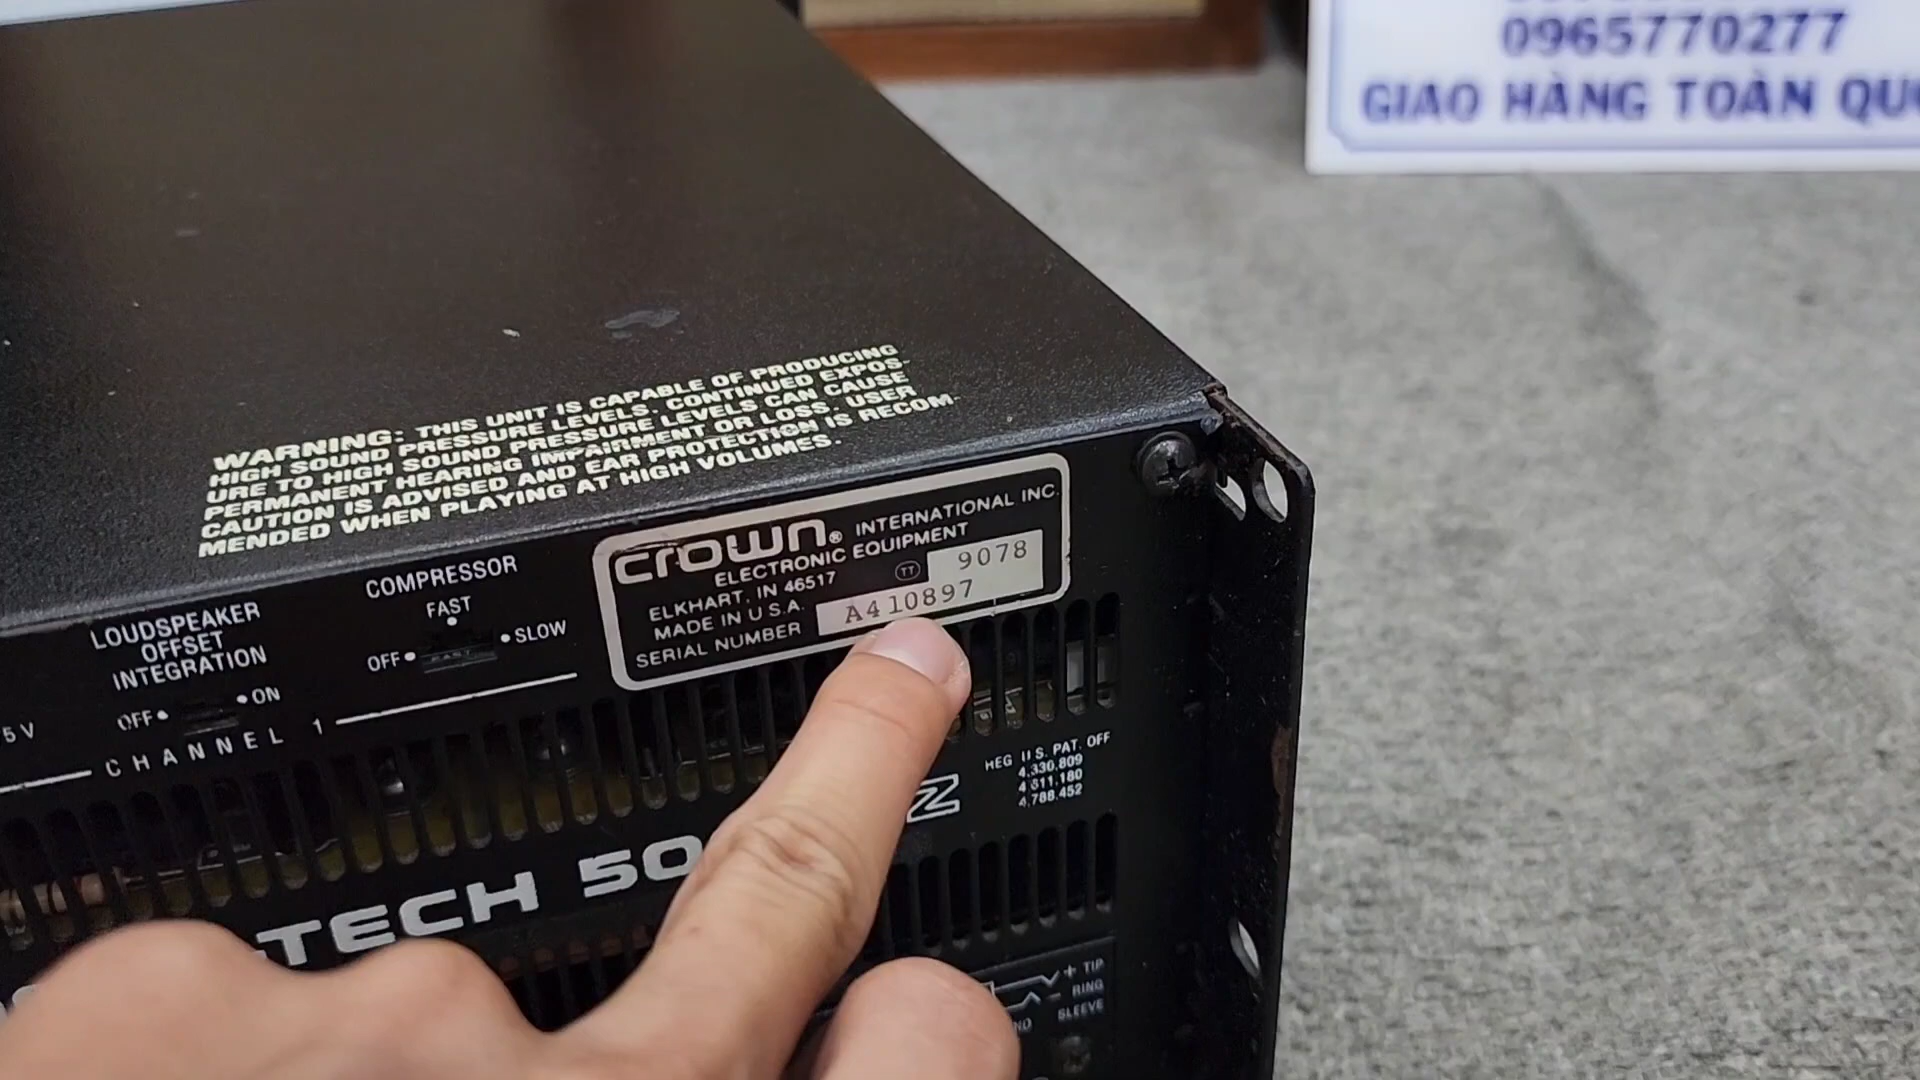 0965770277
GIAO HÀNG TOÀN
WARNING: THIS UNIT IS CAPABLE OF PRODUCING
HIGH SOUND PRESSURE LEVELS. CONTINUED EXPOS-
URE TO HIGH SOUND PRESSURE LEVELS CAN CAUSE
PERMANENT HEARING IMPAIRMENT OR LOSS. USER
CAUTION IS ADVISED AND EAR PROTECTION IS RECOM-
MENDED WHEN PLAYING AT HIGH VOLUMES.
crown® INTERNATIONAL INC.
ELECTRONIC EQUIPMENT
ELKHART, IN 46517
TT 9078
MADE IN U.S.A.
SERIAL NUMBER A410897
COMPRESSOR
FAST
OFF SLOW
LOUDSPEAKER
OFFSET
INTEGRATION
OFF ON
5 V
CHANNEL 1
REG U.S. PAT. OFF
4,330,809
4,611,180
4,788,452
TECH 50
Z
+ TIP
- RING
SLEEVE